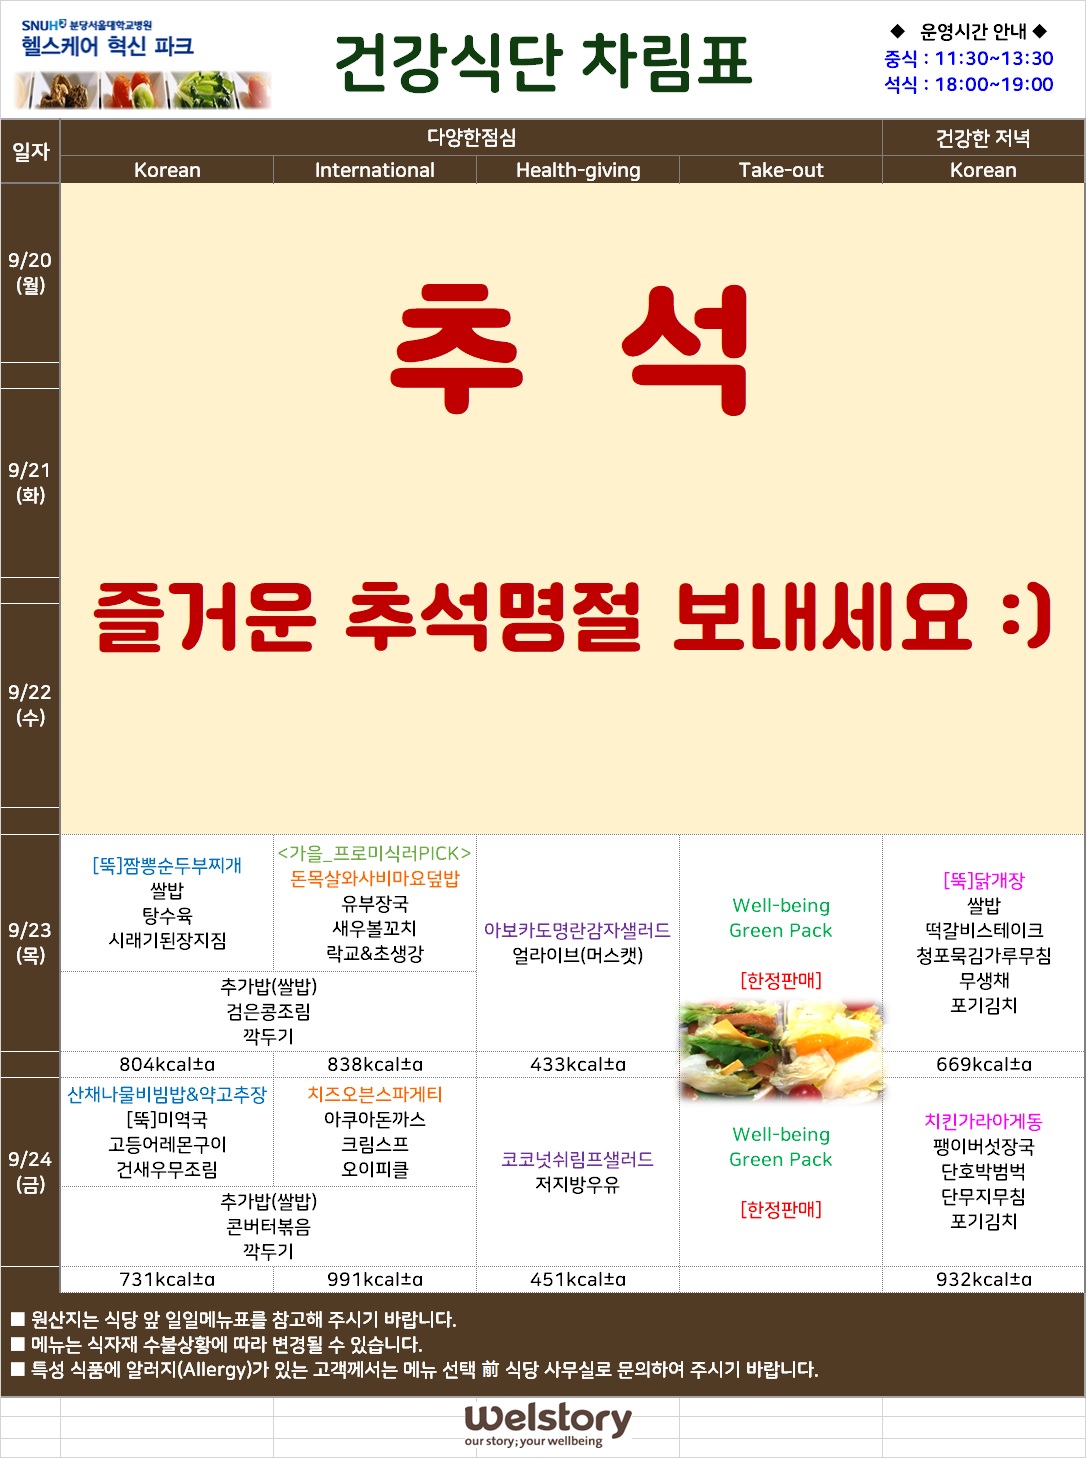 SNUH 분당서울대학교병원
헬스케어 혁신 파크
건강식단 차림표
◆ 운영시간 안내 ◆
중식 : 11:30~13:30
석식 : 18:00~19:00
일자
다양한점심
건강한 저녁
Korean
International
Health-giving
Take-out
Korean
9/20
(월)
9/21
(화)
9/22
(수)
추 석
즐거운 추석명절 보내세요 :)
9/23
(목)
[뚝]짬뽕순두부찌개
쌀밥
탕수육
시래기된장지짐
<가을_프로미식러PICK>
돈목살와사비마요덮밥
유부장국
새우볼꼬치
락교&초생강
추가밥(쌀밥)
검은콩조림
깍두기
아보카도명란감자샐러드
얼라이브(머스캣)
Well-being
Green Pack
[한정판매]
[뚝]닭개장
쌀밥
떡갈비스테이크
청포묵김가루무침
무생채
포기김치
804kcal±α
838kcal±α
433kcal±α
669kcal±α
9/24
(금)
산채나물비빔밥&약고추장
[뚝]미역국
고등어레몬구이
건새우무조림
치즈오븐스파게티
아쿠아돈까스
크림스프
오이피클
추가밥(쌀밥)
콘버터볶음
깍두기
코코넛쉬림프샐러드
저지방우유
Well-being
Green Pack
[한정판매]
치킨가라아게동
팽이버섯장국
단호박범벅
단무지무침
포기김치
731kcal±α
991kcal±α
451kcal±α
932kcal±α
■ 원산지는 식당 앞 일일메뉴표를 참고해 주시기 바랍니다.
■ 메뉴는 식자재 수불상황에 따라 변경될 수 있습니다.
■ 특성 식품에 알러지(Allergy)가 있는 고객께서는 메뉴 선택 前 식당 사무실로 문의하여 주시기 바랍니다.
welstory
our story; your wellbeing